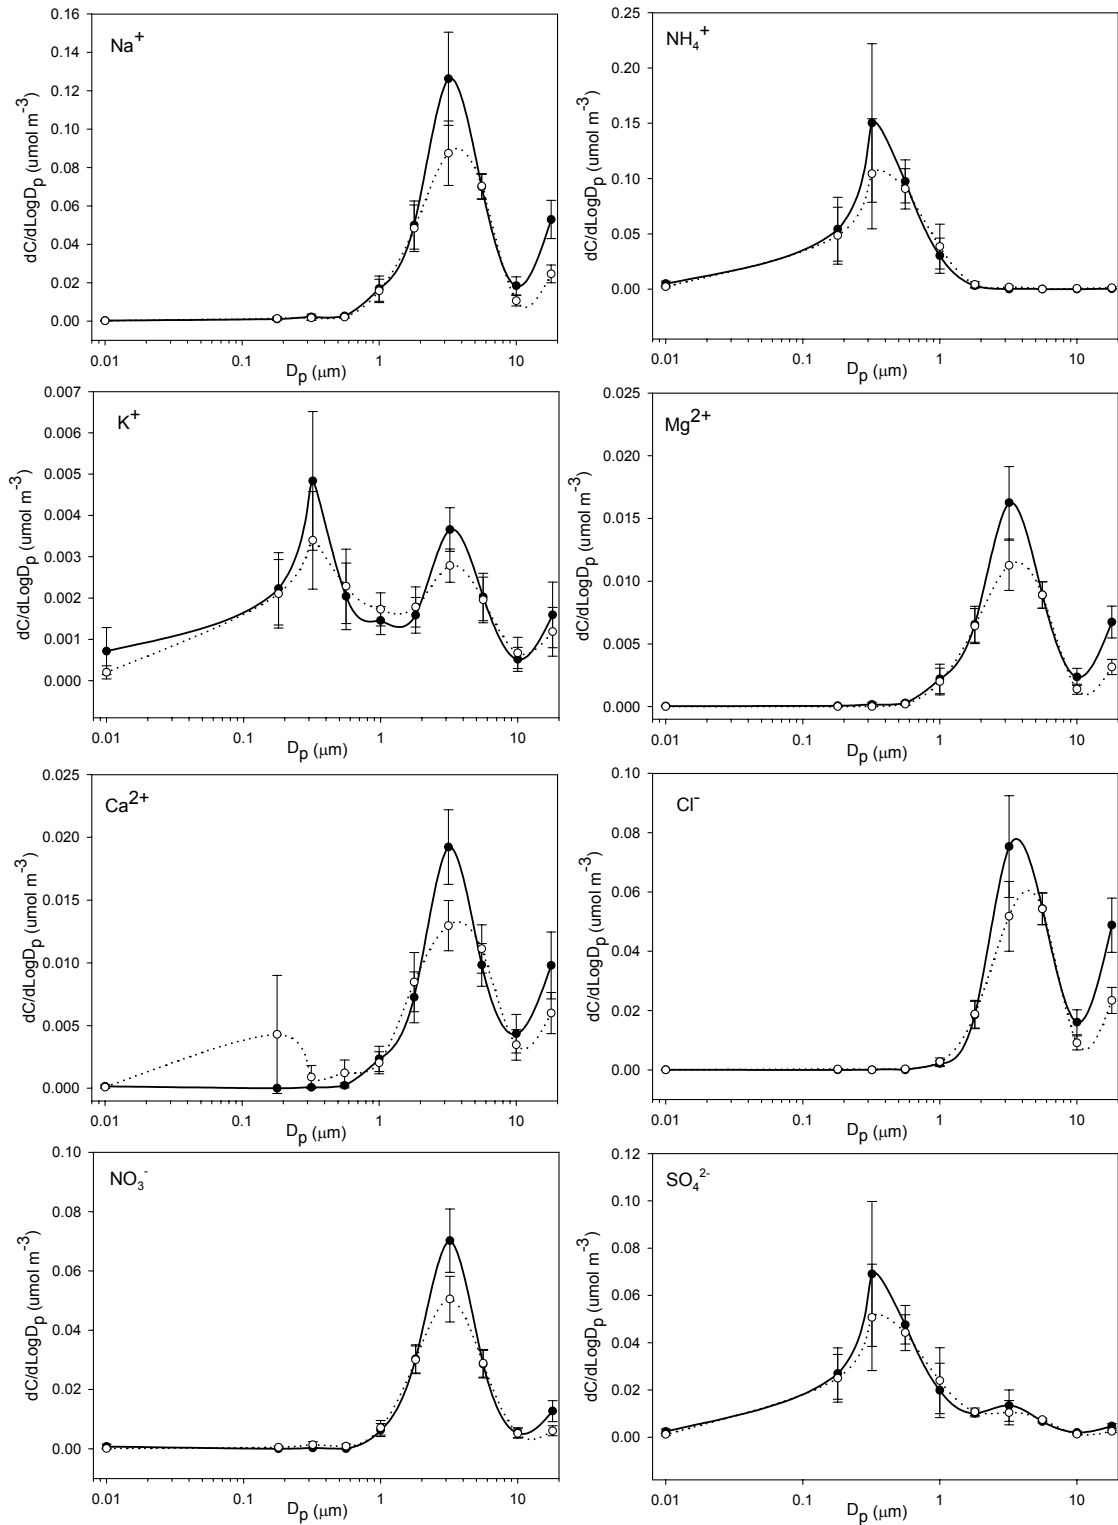 Na+
dC/dLogDp (umol m-3)
0.16
0.14
0.12
0.10
0.08
0.06
0.04
0.02
0.00
0.01 0.1 1 10
Dp (μm)
NH4+
dC/dLogDp (umol m-3)
0.25
0.20
0.15
0.10
0.05
0.00
0.01 0.1 1 10
Dp (μm)
K+
dC/dLogDp (umol m-3)
0.007
0.006
0.005
0.004
0.003
0.002
0.001
0.000
0.01 0.1 1 10
Dp (μm)
Mg2+
dC/dLogDp (umol m-3)
0.025
0.020
0.015
0.010
0.005
0.000
0.01 0.1 1 10
Dp (μm)
Ca2+
dC/dLogDp (umol m-3)
0.025
0.020
0.015
0.010
0.005
0.000
0.01 0.1 1 10
Dp (μm)
Cl-
dC/dLogDp (umol m-3)
0.10
0.08
0.06
0.04
0.02
0.00
0.01 0.1 1 10
Dp (μm)
NO3-
dC/dLogDp (umol m-3)
0.10
0.08
0.06
0.04
0.02
0.00
0.01 0.1 1 10
Dp (μm)
SO42-
dC/dLogDp (umol m-3)
0.12
0.10
0.08
0.06
0.04
0.02
0.00
0.01 0.1 1 10
Dp (μm)